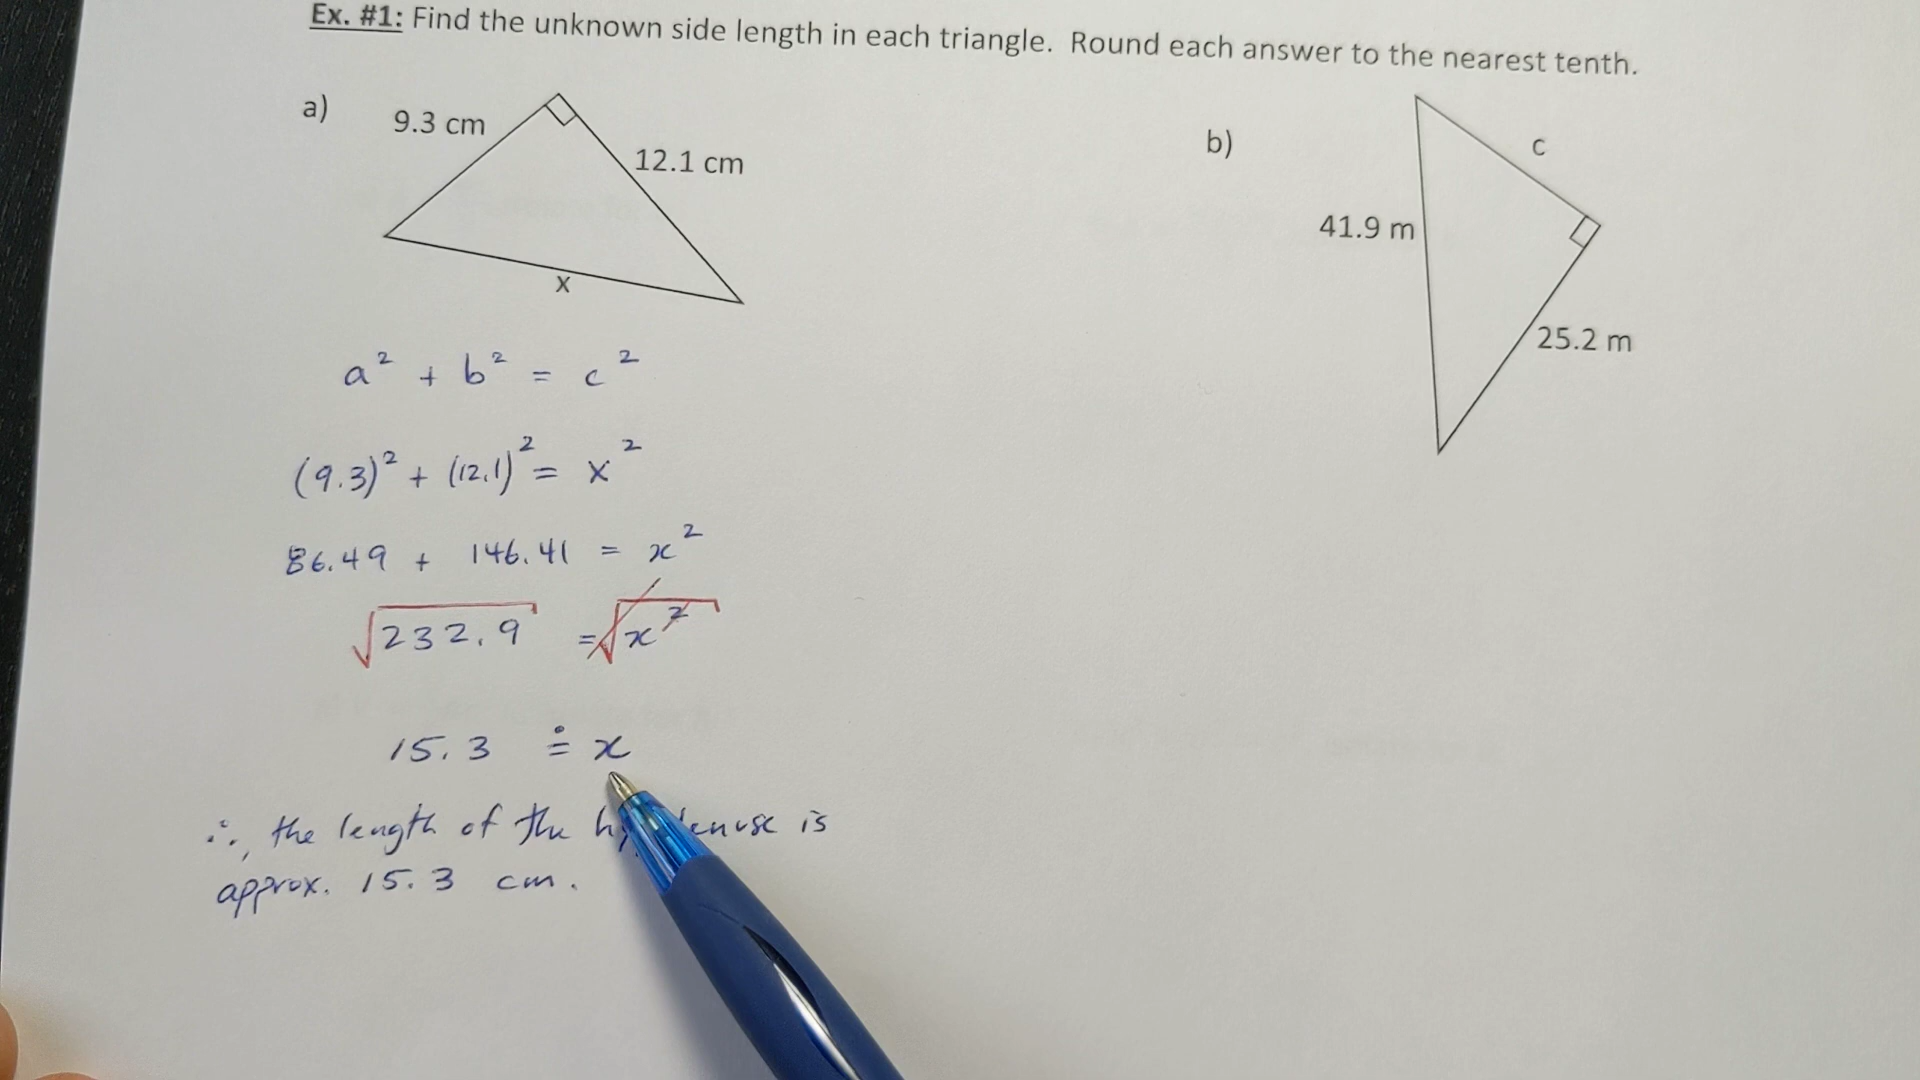 Ex. #1: Find the unknown side length in each triangle. Round each answer to the nearest tenth.
a)
9.3 cm
12.1 cm
x
b)
c
41.9 m
25.2 m
a² + b² = c²
(9.3)² + (12.1)² = x²
86.49 + 146.41 = x²
√232.9 = √x²
15.3 ≐ x
∴, the length of the is
approx. 15.3 cm.